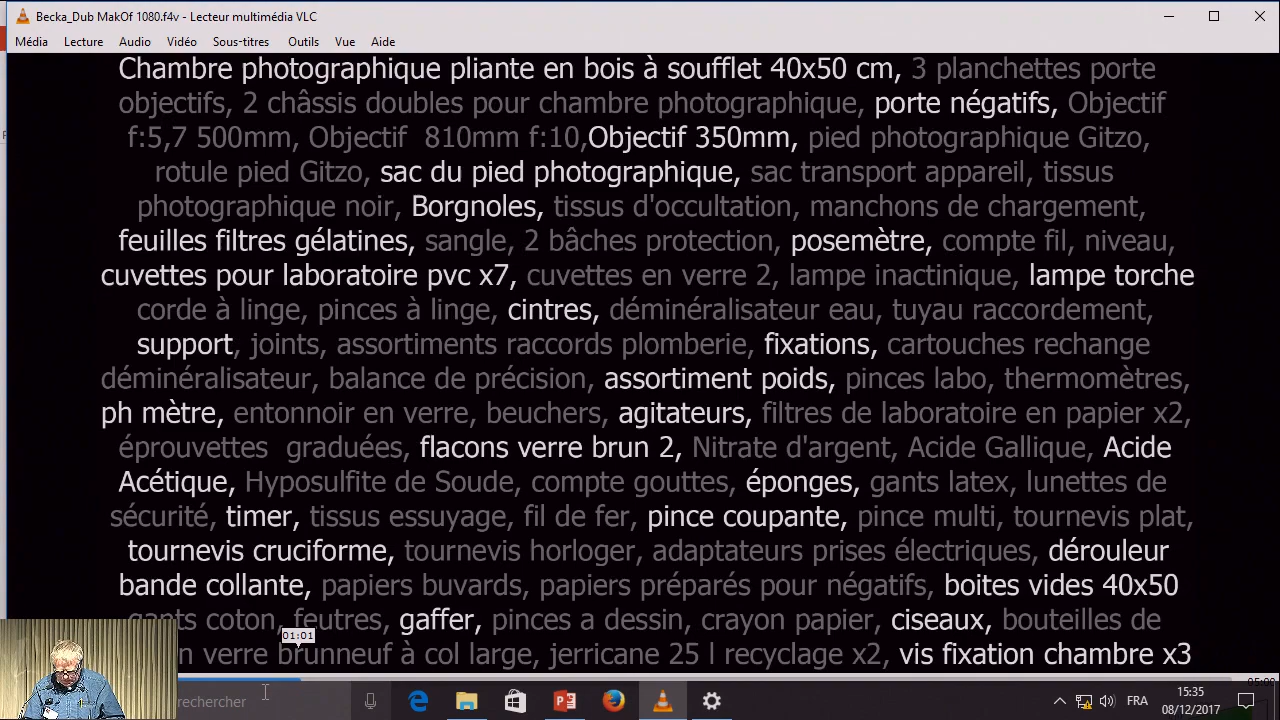 Becka_Dub MakOf 1080.f4v - Lecteur multimédia VLC
Média Lecture Audio Vidéo Sous-titres Outils Vue Aide
Chambre photographique pliante en bois à soufflet 40x50 cm, 3 planchettes porte
objectifs, 2 châssis doubles pour chambre photographique, porte négatifs, Objectif
f:5,7 500mm, Objectif 810mm f:10,Objectif 350mm, pied photographique Gitzo,
rotule pied Gitzo, sac du pied photographique, sac transport appareil, tissus
photographique noir, Borgnoles, tissus d'occultation, manchons de chargement,
feuilles filtres gélatines, sangle, 2 bâches protection, posemètre, compte fil, niveau,
cuvettes pour laboratoire pvc x7, cuvettes en verre 2, lampe inactinique, lampe torche
corde à linge, pinces à linge, cintres, déminéralisateur eau, tuyau raccordement,
support, joints, assortiments raccords plomberie, fixations, cartouches rechange
déminéralisateur, balance de précision, assortiment poids, pinces labo, thermomètres,
ph mètre, entonnoir en verre, beuchers, agitateurs, filtres de laboratoire en papier x2,
éprouvettes graduées, flacons verre brun 2, Nitrate d'argent, Acide Gallique, Acide
Acétique, Hyposulfite de Soude, compte gouttes, éponges, gants latex, lunettes de
sécurité, timer, tissus essuyage, fil de fer, pince coupante, pince multi, tournevis plat,
tournevis cruciforme, tournevis horloger, adaptateurs prises électriques, dérouleur
bande collante, papiers buvards, papiers préparés pour négatifs, boites vides 40x50
gants coton, feutres, gaffer, pinces a dessin, crayon papier, ciseaux, bouteilles de
01:01
n verre brunneuf à col large, jerricane 25 l recyclage x2, vis fixation chambre x3
rechercher
FRA
15:35
08/12/2017